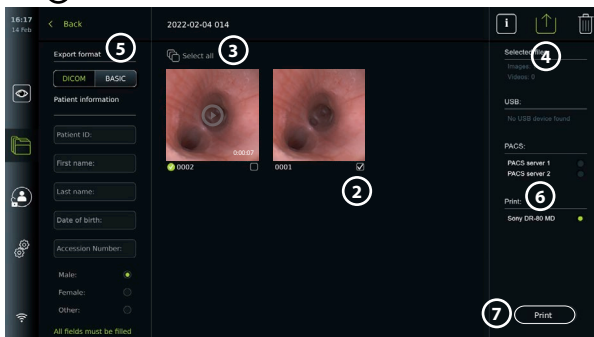 16:17
14 Feb
Back
2022-02-04 014
i
Export format
5
DICOM
BASIC
Patient information
Patient ID:
First name:
Last name:
Date of birth:
Accession Number:
Male:
Female:
Other:
All fields must be filled
Select all
3
0:00:07
0002
0001
2
4
Selected files
Images:
Videos: 0
USB:
No USB device found
PACS:
PACS server 1
PACS server 2
Print:
6
Sony DR-80 MD
7
Print